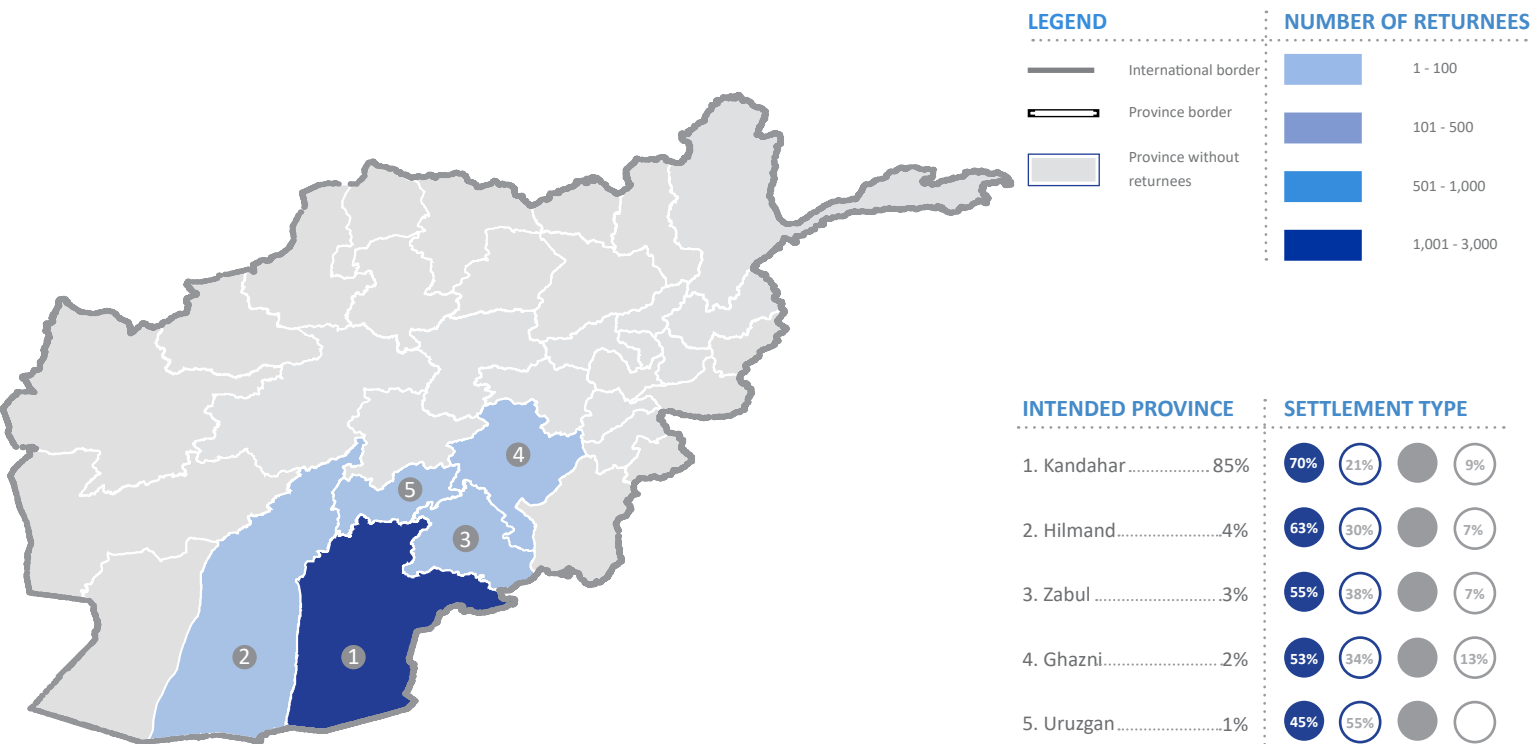 LEGEND
International border
Province border
Province without
returnees
NUMBER OF RETURNEES
1 - 100
101 - 500
501 - 1,000
1,001 - 3,000
4
5
3
2
1
INTENDED PROVINCE
SETTLEMENT TYPE
1. Kandahar 85% 70% 21% 9%
2. Hilmand 4% 63% 30% 7%
3. Zabul 3% 55% 38% 7%
4. Ghazni 2% 53% 34% 13%
5. Uruzgan 1% 45% 55%